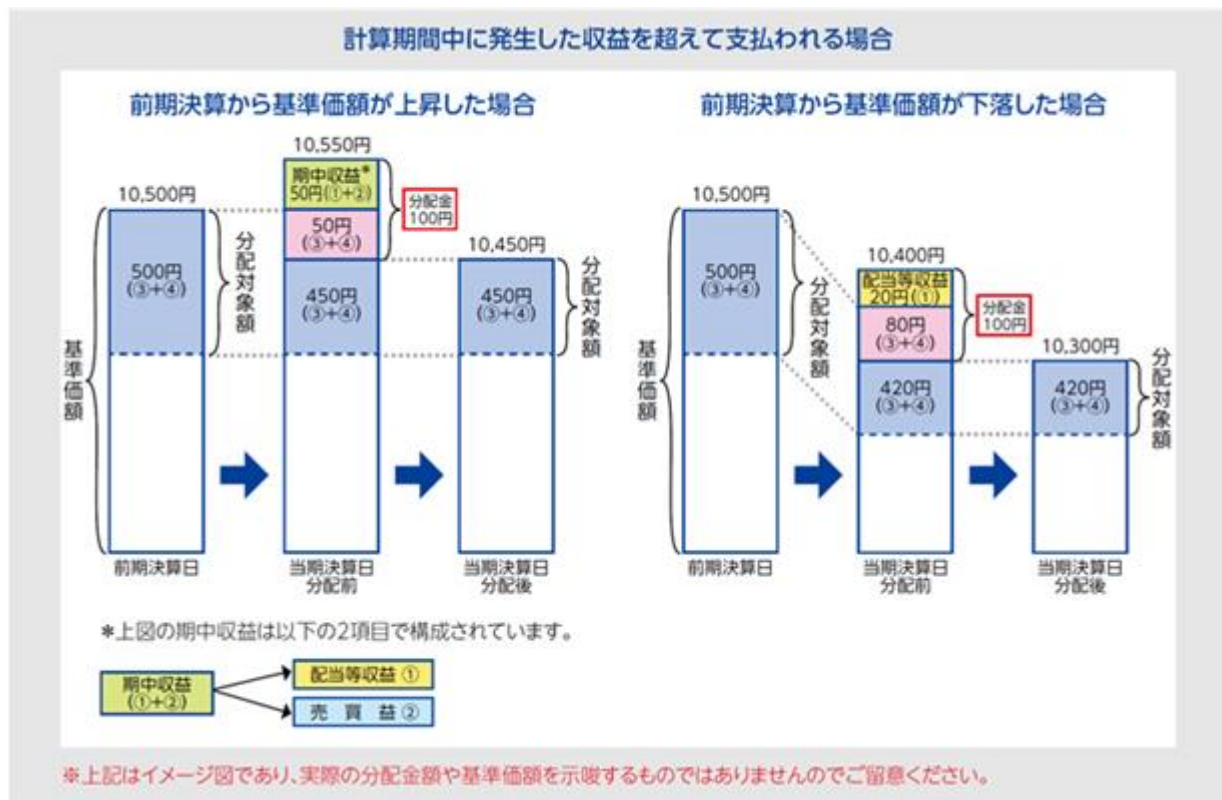 計算期間中に発生した収益を超えて支払われる場合
前期決算から基準価額が上昇した場合
10,550円
期中収益*
50円(①+②)
10,500円
分配金
100円
50円
(③+④)
10,450円
500円
(③+④)
分配対象額
450円
(③+④)
450円
(③+④)
分配対象額
基準価額
前期決算日
当期決算日
分配前
当期決算日
分配後
前期決算から基準価額が下落した場合
10,500円
10,400円
500円
(③+④)
分配対象額
配当等収益
20円(①)
分配金
100円
80円
(③+④)
10,300円
基準価額
420円
(③+④)
420円
(③+④)
分配対象額
前期決算日
当期決算日
分配前
当期決算日
分配後
*上図の期中収益は以下の2項目で構成されています。
期中収益
(①+②)
配当等収益 ①
売 買 益 ②
※上記はイメージ図であり、実際の分配金額や基準価額を示唆するものではありませんのでご留意ください。